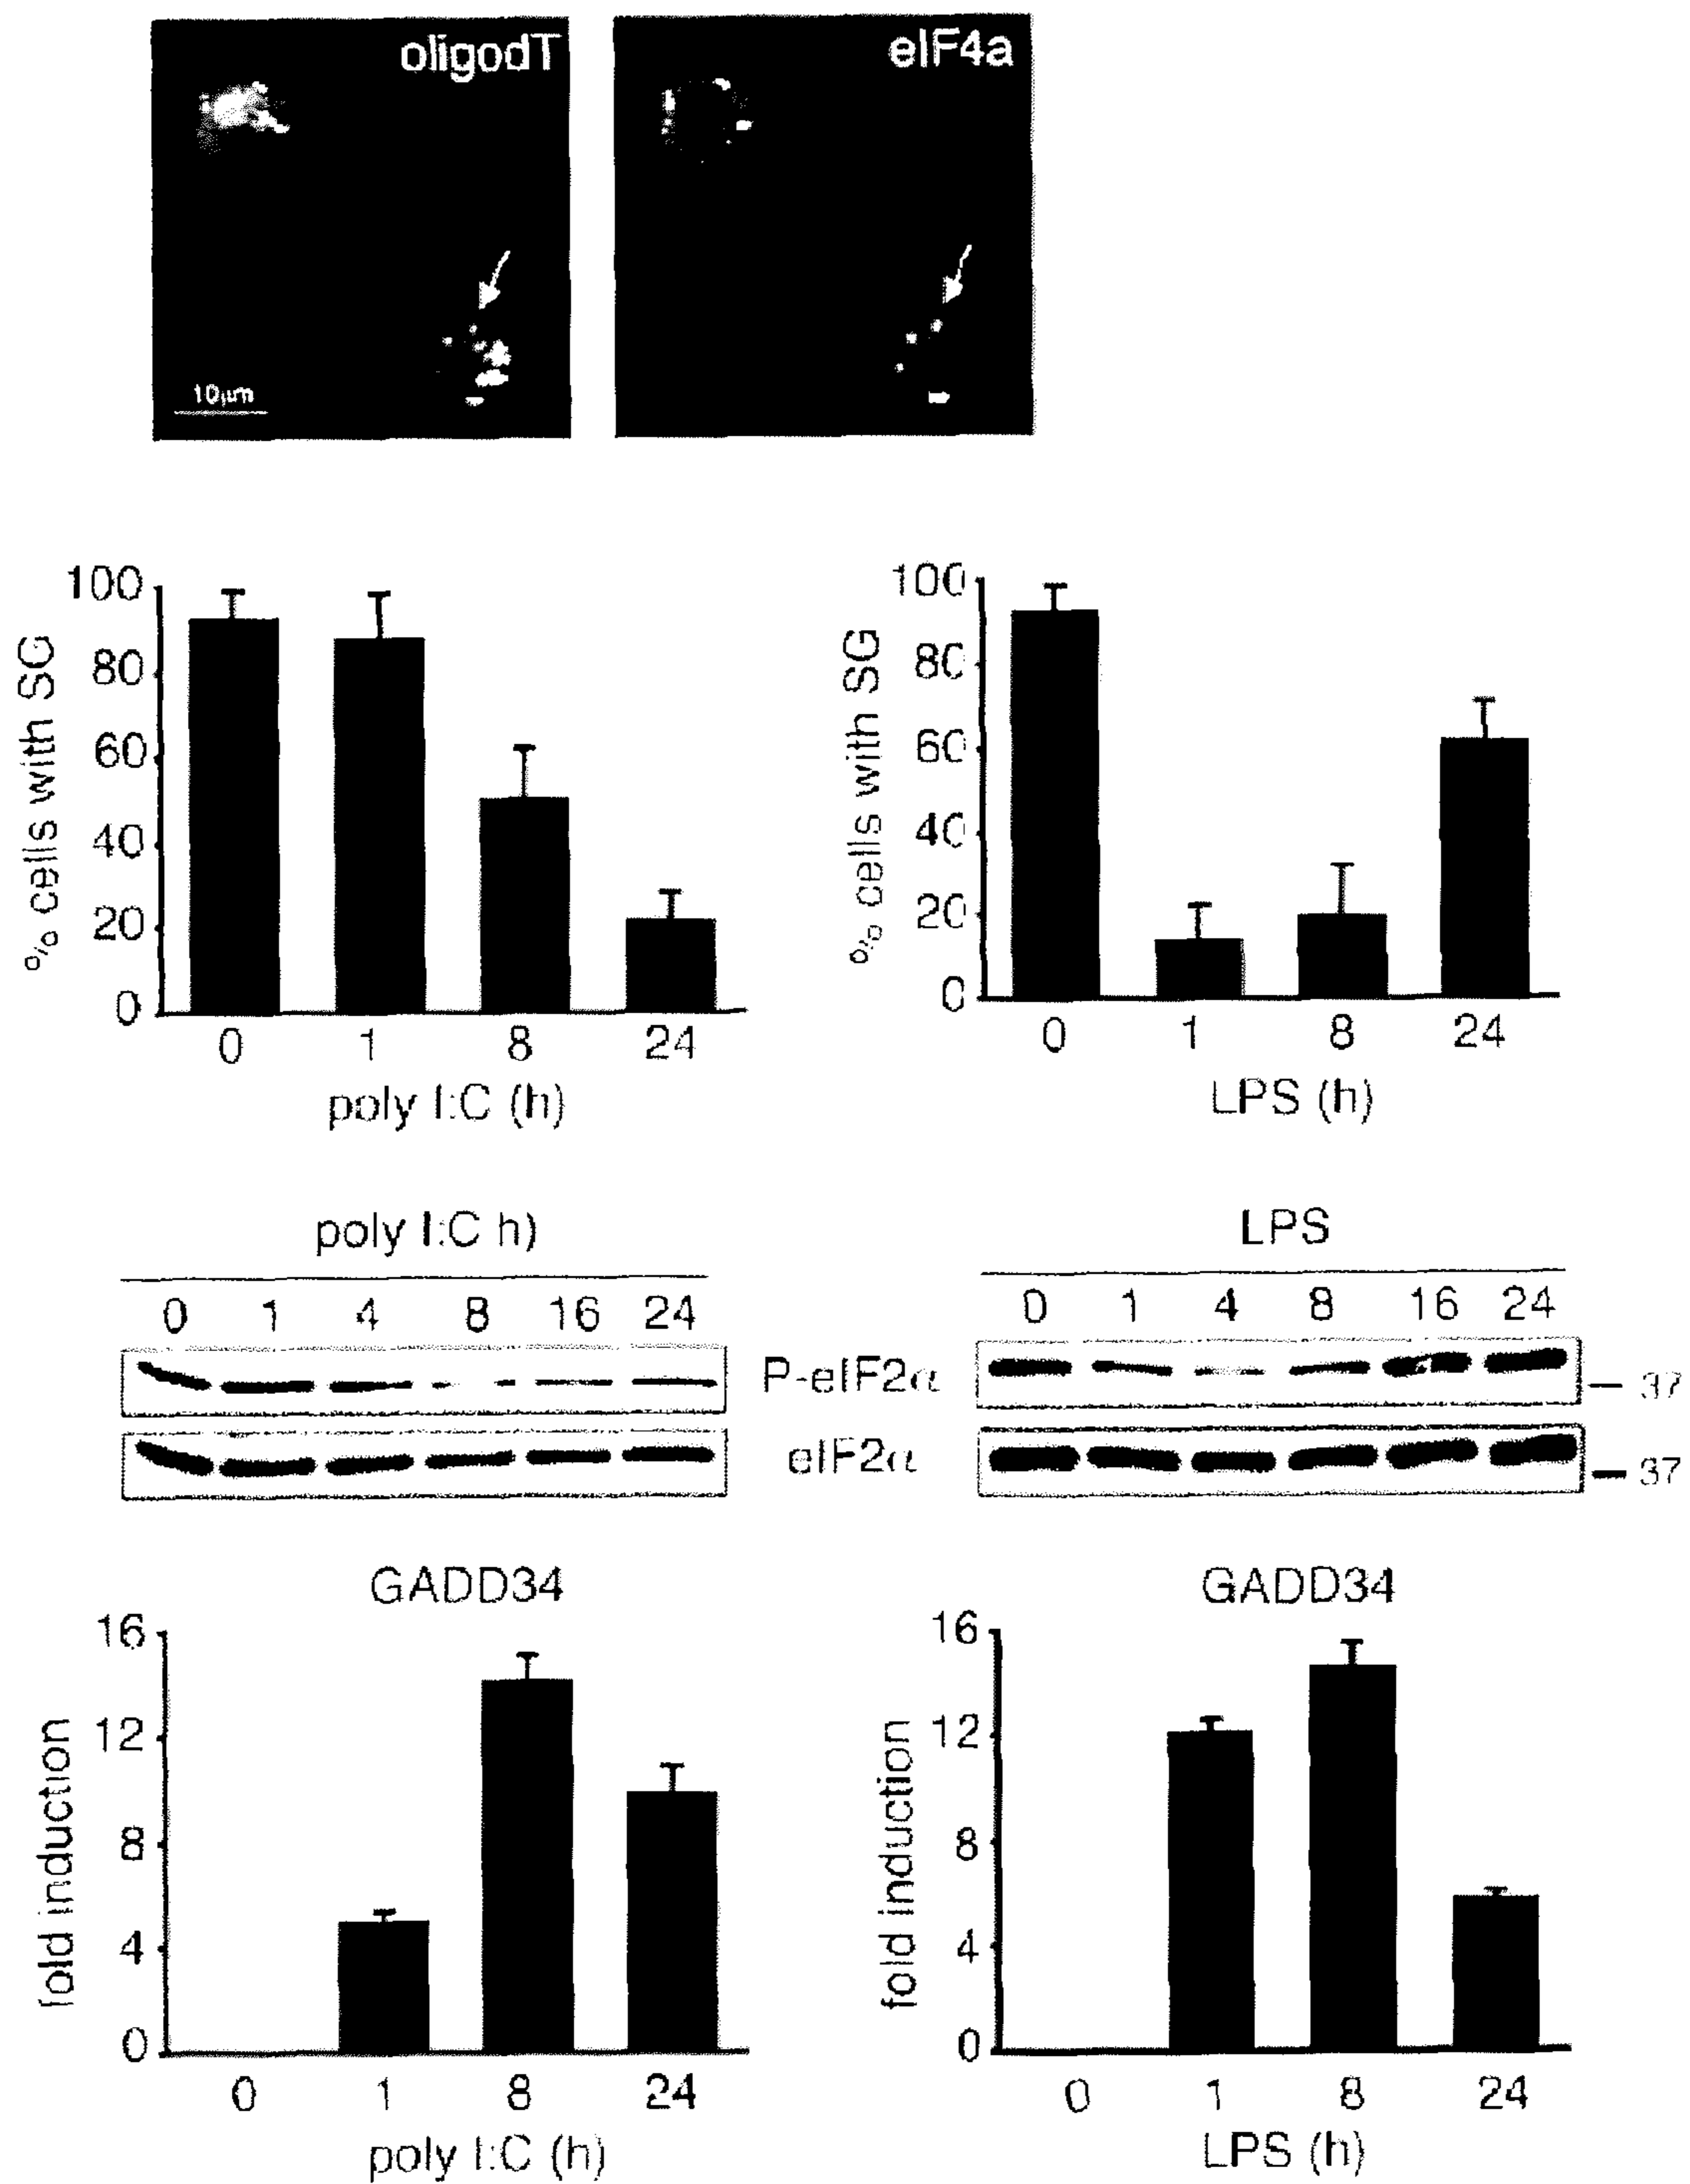 oligodT
eIF4a
10µm
% cells with SG
100
80
60
40
20
0
0 1 8 24
poly I:C (h)
% cells with SG
100
80
60
40
20
0
0 1 8 24
LPS (h)
poly I:C h)
0 1 4 8 16 24
LPS
0 1 4 8 16 24
P-eIF2α
37
eIF2α
37
GADD34
fold induction
16
12
8
4
0
0 1 8 24
poly I:C (h)
GADD34
fold induction
16
12
8
4
0
0 1 8 24
LPS (h)